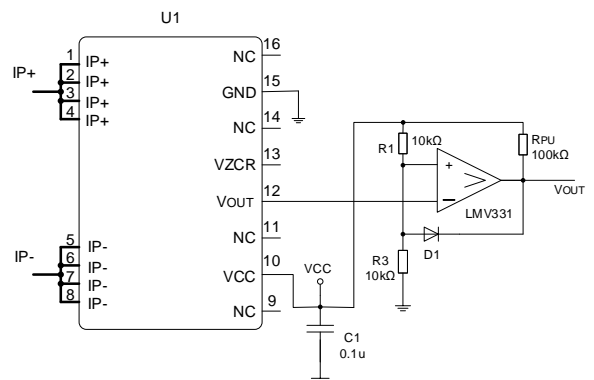 U1
IP+
1 IP+
2 IP+
3 IP+
4 IP+
IP-
5 IP-
6 IP-
7 IP-
8 IP-
NC 16
GND 15
NC 14
VZCR 13
VOUT 12
NC 11
VCC 10
NC 9
VCC
C1
0.1u
R1
10kΩ
RPU
100kΩ
+
−
LMV331
VOUT
D1
R3
10kΩ